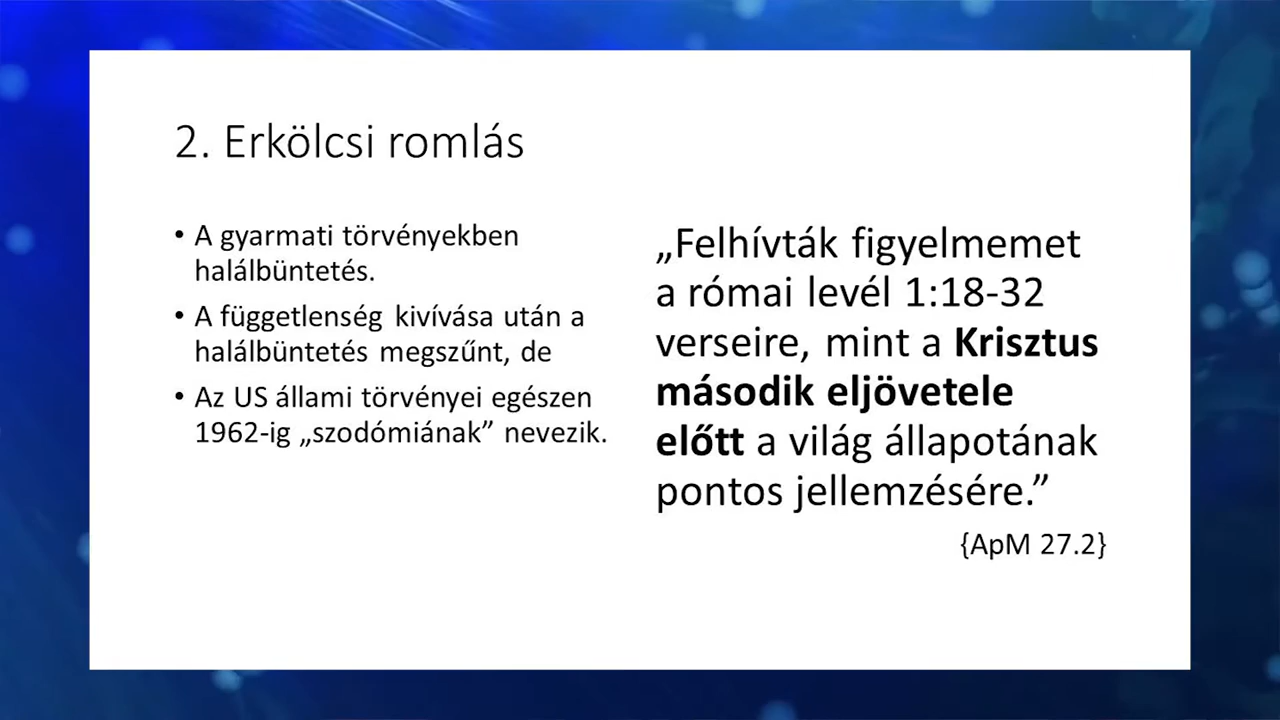 2. Erkölcsi romlás
• A gyarmati törvényekben
halálbüntetés.
• A függetlenség kivívása után a
halálbüntetés megszűnt, de
• Az US állami törvényei egészen
1962-ig „szodómiának” nevezik.
„Felhívták figyelmemet
a római levél 1:18-32
verseire, mint a Krisztus
második eljövetele
előtt a világ állapotának
pontos jellemzésére.”
{ApM 27.2}